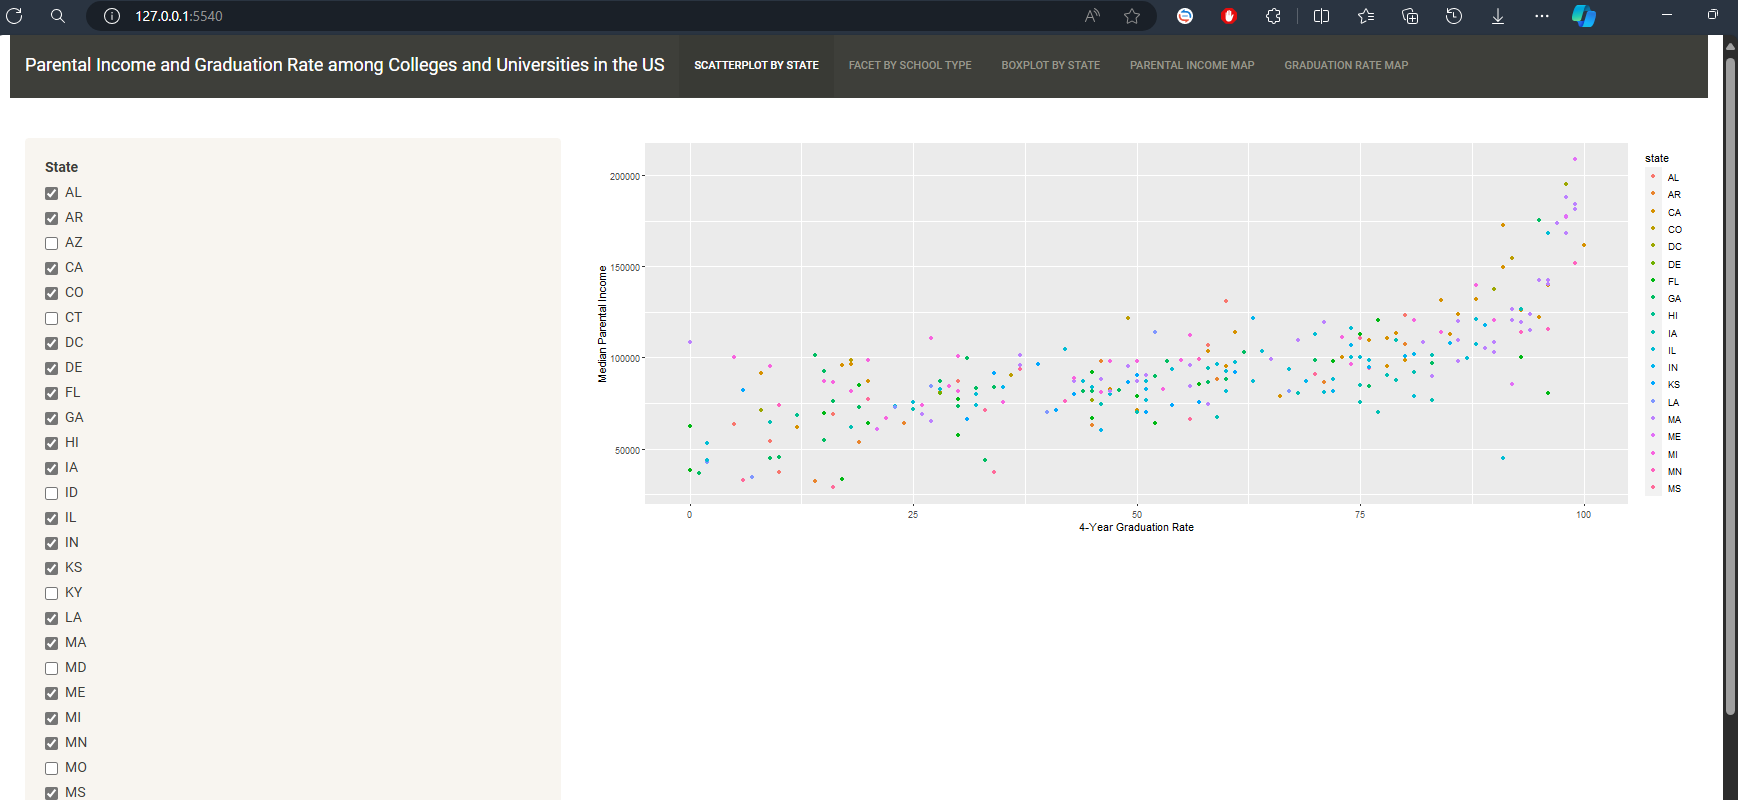 127.0.0.1:5540
Parental Income and Graduation Rate among Colleges and Universities in the US
SCATTERPLOT BY STATE
FACET BY SCHOOL TYPE
BOXPLOT BY STATE
PARENTAL INCOME MAP
GRADUATION RATE MAP
State
AL
AR
AZ
CA
CO
CT
DC
DE
FL
GA
HI
IA
ID
IL
IN
KS
KY
LA
MA
MD
ME
MI
MN
MO
MS
Median Parental Income
200000
150000
100000
50000
0
25
50
75
100
4-Year Graduation Rate
state
AL
AR
CA
CO
DC
DE
FL
GA
HI
IA
IL
IN
KS
LA
MA
ME
MI
MN
MS